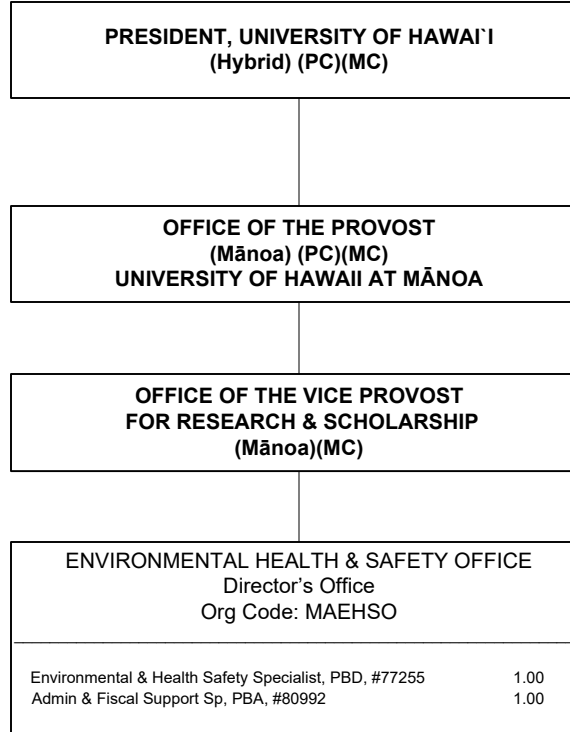 PRESIDENT, UNIVERSITY OF HAWAI`I
(Hybrid) (PC)(MC)
OFFICE OF THE PROVOST
(Mānoa) (PC)(MC)
UNIVERSITY OF HAWAII AT MĀNOA
OFFICE OF THE VICE PROVOST
FOR RESEARCH & SCHOLARSHIP
(Mānoa)(MC)
ENVIRONMENTAL HEALTH & SAFETY OFFICE
Director’s Office
Org Code: MAEHSO
Environmental & Health Safety Specialist, PBD, #77255 1.00
Admin & Fiscal Support Sp, PBA, #80992 1.00